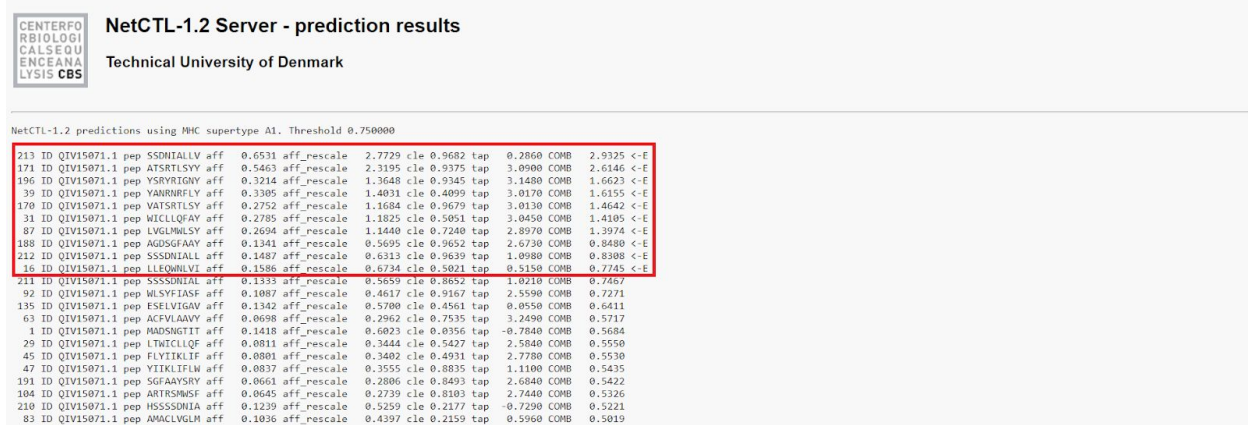 CENTERFO
RBIOLOGI
CALSEQU
ENCEANA
LYSIS CBS
NetCTL-1.2 Server - prediction results
Technical University of Denmark
NetCTL-1.2 predictions using MHC supertype A1. Threshold 0.750000
213 ID QIV15071.1 pep SSDNIALLV aff 0.6531 aff_rescale 2.7729 cle 0.9682 tap 0.2860 COMB 2.9325 <-E
171 ID QIV15071.1 pep ATSRTLSYY aff 0.5463 aff_rescale 2.3195 cle 0.9375 tap 3.0900 COMB 2.6146 <-E
196 ID QIV15071.1 pep YSRYRIGNY aff 0.3214 aff_rescale 1.3648 cle 0.9345 tap 3.1480 COMB 1.6623 <-E
39 ID QIV15071.1 pep YANRNRFLY aff 0.3305 aff_rescale 1.4031 cle 0.4099 tap 3.0170 COMB 1.6155 <-E
170 ID QIV15071.1 pep VATSRTLSY aff 0.2752 aff_rescale 1.1684 cle 0.9679 tap 3.0130 COMB 1.4642 <-E
31 ID QIV15071.1 pep WICLLQFAY aff 0.2785 aff_rescale 1.1825 cle 0.5051 tap 3.0450 COMB 1.4105 <-E
87 ID QIV15071.1 pep LVGLMWLSY aff 0.2694 aff_rescale 1.1440 cle 0.7240 tap 2.8970 COMB 1.3974 <-E
188 ID QIV15071.1 pep AGDSGFAAY aff 0.1341 aff_rescale 0.5695 cle 0.9652 tap 2.6730 COMB 0.8480 <-E
212 ID QIV15071.1 pep SSSDNIALL aff 0.1487 aff_rescale 0.6313 cle 0.9639 tap 1.0980 COMB 0.8308 <-E
16 ID QIV15071.1 pep LLEQWNLVI aff 0.1586 aff_rescale 0.6734 cle 0.5021 tap 0.5150 COMB 0.7745 <-E
211 ID QIV15071.1 pep SSSSDNIAL aff 0.1333 aff_rescale 0.5659 cle 0.8652 tap 1.0210 COMB 0.7467
92 ID QIV15071.1 pep WLSYFIASF aff 0.1087 aff_rescale 0.4617 cle 0.9167 tap 2.5590 COMB 0.7271
135 ID QIV15071.1 pep ESELVIGAV aff 0.1342 aff_rescale 0.5700 cle 0.4561 tap 0.0550 COMB 0.6411
63 ID QIV15071.1 pep ACFVLAAVY aff 0.0698 aff_rescale 0.2962 cle 0.7535 tap 3.2490 COMB 0.5717
1 ID QIV15071.1 pep MADSNGTIT aff 0.1418 aff_rescale 0.6023 cle 0.0356 tap -0.7840 COMB 0.5684
29 ID QIV15071.1 pep LTWICLLQF aff 0.0811 aff_rescale 0.3444 cle 0.5427 tap 2.5840 COMB 0.5550
45 ID QIV15071.1 pep FLYIIKLIF aff 0.0801 aff_rescale 0.3402 cle 0.4931 tap 2.7780 COMB 0.5530
47 ID QIV15071.1 pep YIIKLIFLW aff 0.0837 aff_rescale 0.3555 cle 0.8835 tap 1.1100 COMB 0.5435
191 ID QIV15071.1 pep SGFAAYSRY aff 0.0661 aff_rescale 0.2806 cle 0.8493 tap 2.6840 COMB 0.5422
104 ID QIV15071.1 pep ARTRSMWSF aff 0.0645 aff_rescale 0.2739 cle 0.8103 tap 2.7440 COMB 0.5326
210 ID QIV15071.1 pep HSSSSDNIA aff 0.1239 aff_rescale 0.5259 cle 0.2177 tap -0.7290 COMB 0.5221
83 ID QIV15071.1 pep AMACLVGLM aff 0.1036 aff_rescale 0.4397 cle 0.2159 tap 0.5960 COMB 0.5019